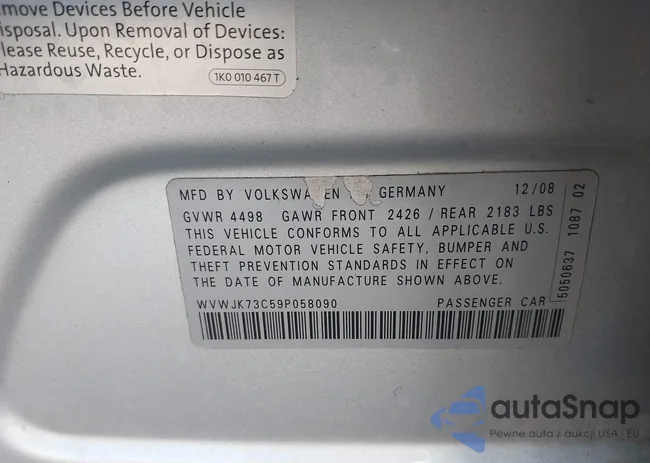 emove Devices Before Vehicle
isposal. Upon Removal of Devices:
lease Reuse, Recycle, or Dispose as
Hazardous Waste.
1K0 010 467 T
MFD BY VOLKSWAGEN GERMANY 12/08
GVWR 4498 GAWR FRONT 2426 / REAR 2183 LBS
THIS VEHICLE CONFORMS TO ALL APPLICABLE U.S.
FEDERAL MOTOR VEHICLE SAFETY, BUMPER AND
THEFT PREVENTION STANDARDS IN EFFECT ON
THE DATE OF MANUFACTURE SHOWN ABOVE.
WVWJK73C59P058090 PASSENGER CAR
5050637 1087 02
autaSnap
Pewne auta z aukcji USA i EU